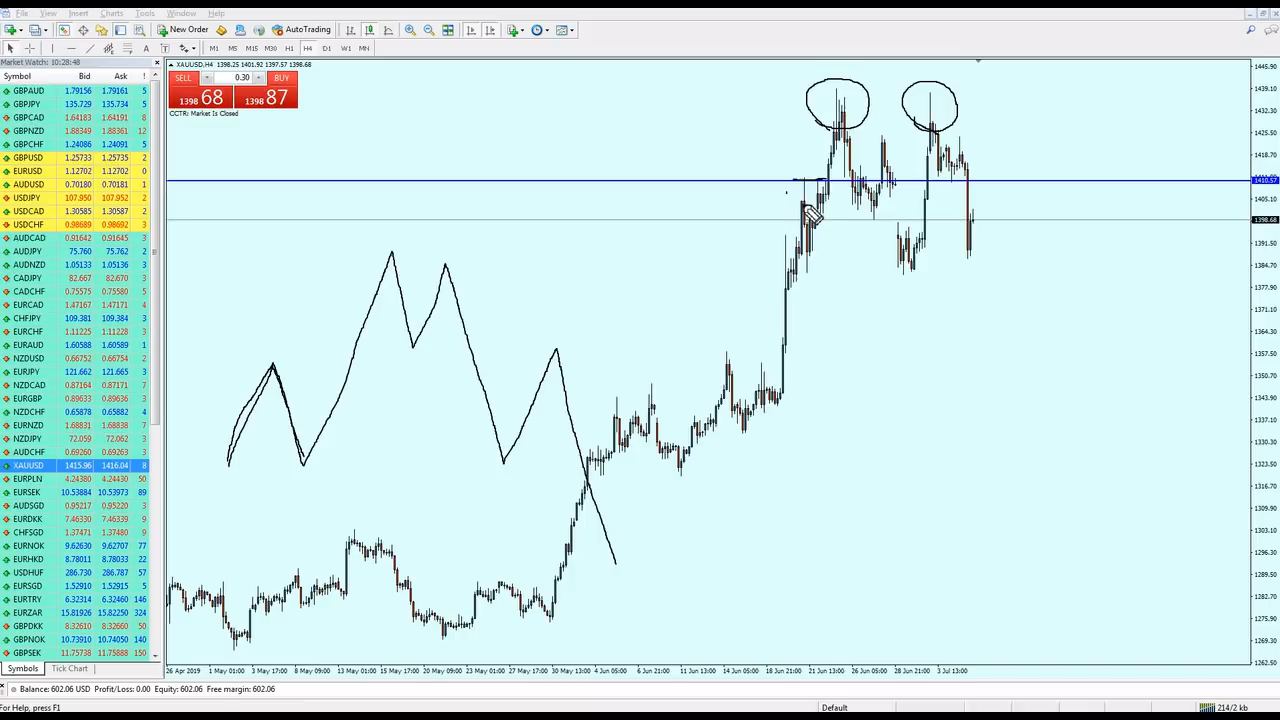 File View Insert Charts Tools Window Help
New Order AutoTrading
A T M1 M5 M15 M30 H1 H4 D1 W1 MN
Market Watch: 10:28:48
Symbol Bid Ask !
GBPAUD 1.79156 1.79161 5
GBPJPY 135.729 135.734 5
GBPCAD 1.64183 1.64191 8
GBPNZD 1.88349 1.88361 12
GBPCHF 1.24086 1.24091 5
GBPUSD 1.25733 1.25735 2
EURUSD 1.12702 1.12702 0
AUDUSD 0.70180 0.70181 1
USDJPY 107.950 107.952 2
USDCAD 1.30585 1.30587 2
USDCHF 0.98689 0.98692 3
AUDCAD 0.91642 0.91645 3
AUDJPY 75.760 75.762 2
AUDNZD 1.05133 1.05136 3
CADJPY 82.667 82.670 3
CADCHF 0.75575 0.75580 5
EURCAD 1.47167 1.47171 4
CHFJPY 109.381 109.384 3
EURCHF 1.11225 1.11228 3
EURAUD 1.60588 1.60588 0
NZDUSD 0.66752 0.66754 2
EURJPY 121.662 121.665 3
NZDCAD 0.87164 0.87171 7
EURGBP 0.89633 0.89636 3
NZDCHF 0.65878 0.65882 4
EURNZD 1.68831 1.68838 7
NZDJPY 72.059 72.062 3
AUDCHF 0.69260 0.69263 3
XAUUSD 1415.96 1416.04 8
EURPLN 4.24380 4.24430 50
EURSEK 10.53884 10.53973 89
AUDSGD 0.95217 0.95220 3
EURDKK 7.46330 7.46339 9
CHFSGD 1.37471 1.37480 9
EURNOK 9.62630 9.62707 77
EURHKD 8.78011 8.78033 22
USDHUF 286.730 286.787 57
EURSGD 1.52910 1.52915 5
EURTRY 6.32314 6.32460 146
EURZAR 15.81926 15.82250 324
GBPDKK 8.32610 8.32660 50
GBPNOK 10.73910 10.74050 140
GBPSEK 11.75738 11.75888 150
Symbols Tick Chart
XAUUSD,H4 1398.25 1401.92 1397.57 1398.68
SELL 0.30 BUY
1398 68 1398 87
CCTR: Market Is Closed
1445.90
1439.10
1432.30
1425.50
1418.70
1410.57
1405.10
1398.68
1391.50
1384.70
1377.90
1371.10
1364.30
1357.50
1350.70
1343.90
1337.10
1330.30
1323.50
1316.70
1309.90
1303.10
1296.30
1289.50
1282.70
1275.90
1269.30
1262.50
26 Apr 2019 1 May 01:00 3 May 17:00 8 May 09:00 13 May 01:00 15 May 17:00 20 May 09:00 23 May 01:00 27 May 17:00 30 May 13:00 4 Jun 05:00 6 Jun 21:00 11 Jun 13:00 14 Jun 05:00 18 Jun 21:00 21 Jun 13:00 26 Jun 05:00 28 Jun 21:00 3 Jul 13:00
Balance: 602.06 USD Profit/Loss: 0.00 Equity: 602.06 Free margin: 602.06
For Help, press F1 Default 214/2 kb